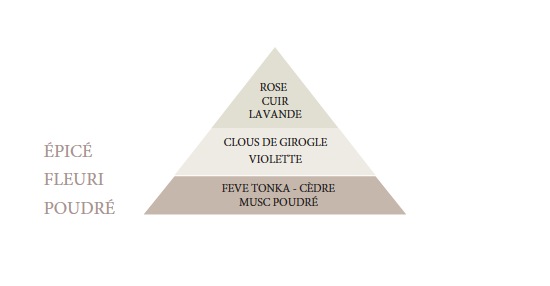 ROSE
CUIR
LAVANDE
CLOUS DE GIROGLE
VIOLETTE
FEVE TONKA - CÈDRE
MUSC POUDRÉ
ÉPICÉ
FLEURI
POUDRÉ